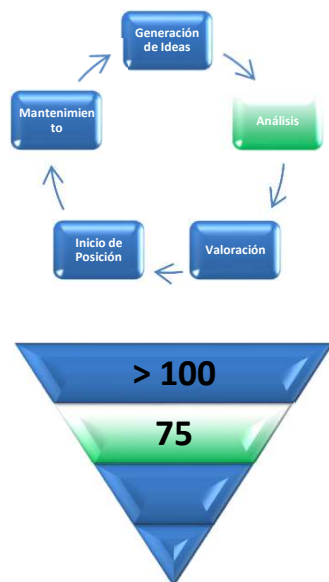 Generación
de Ideas
Análisis
Valoración
Inicio de
Posición
Mantenimien
to
> 100
75